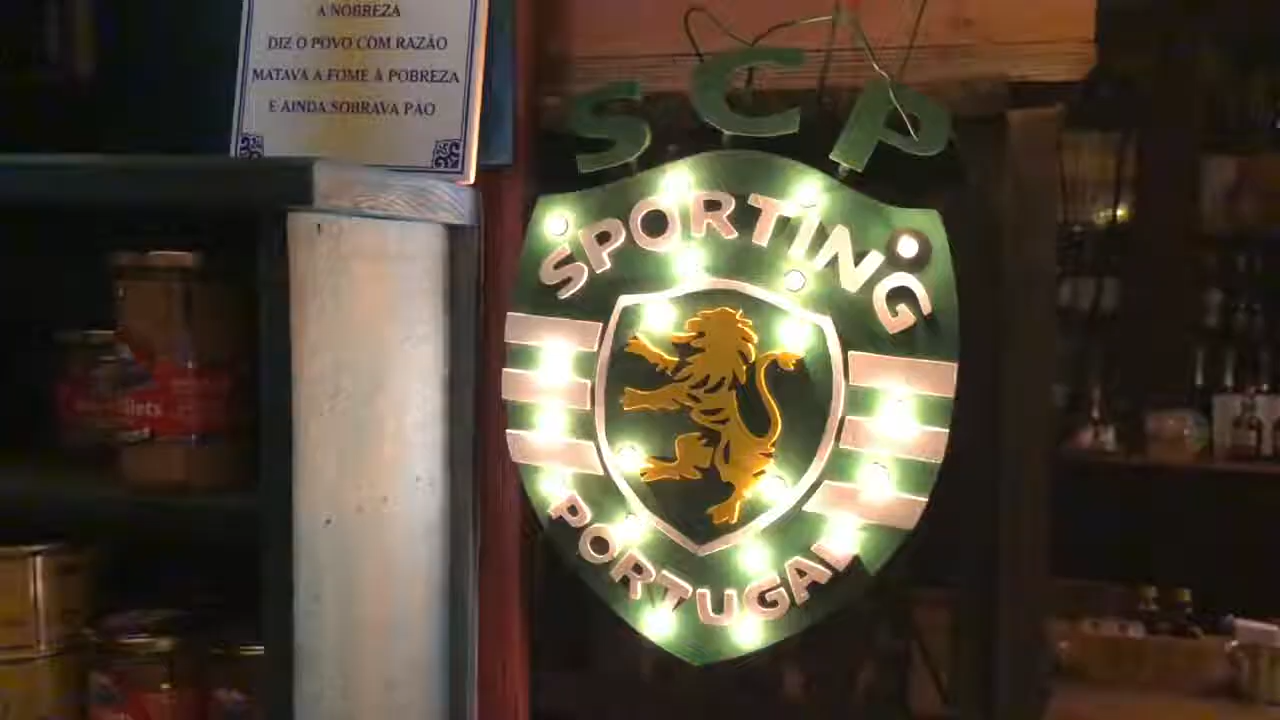 A NOBREZA
DIZ O POVO COM RAZÃO
MATAVA A FOME À POBREZA
E AINDA SOBRAVA PÃO
SCP
SPORTING
PORTUGAL